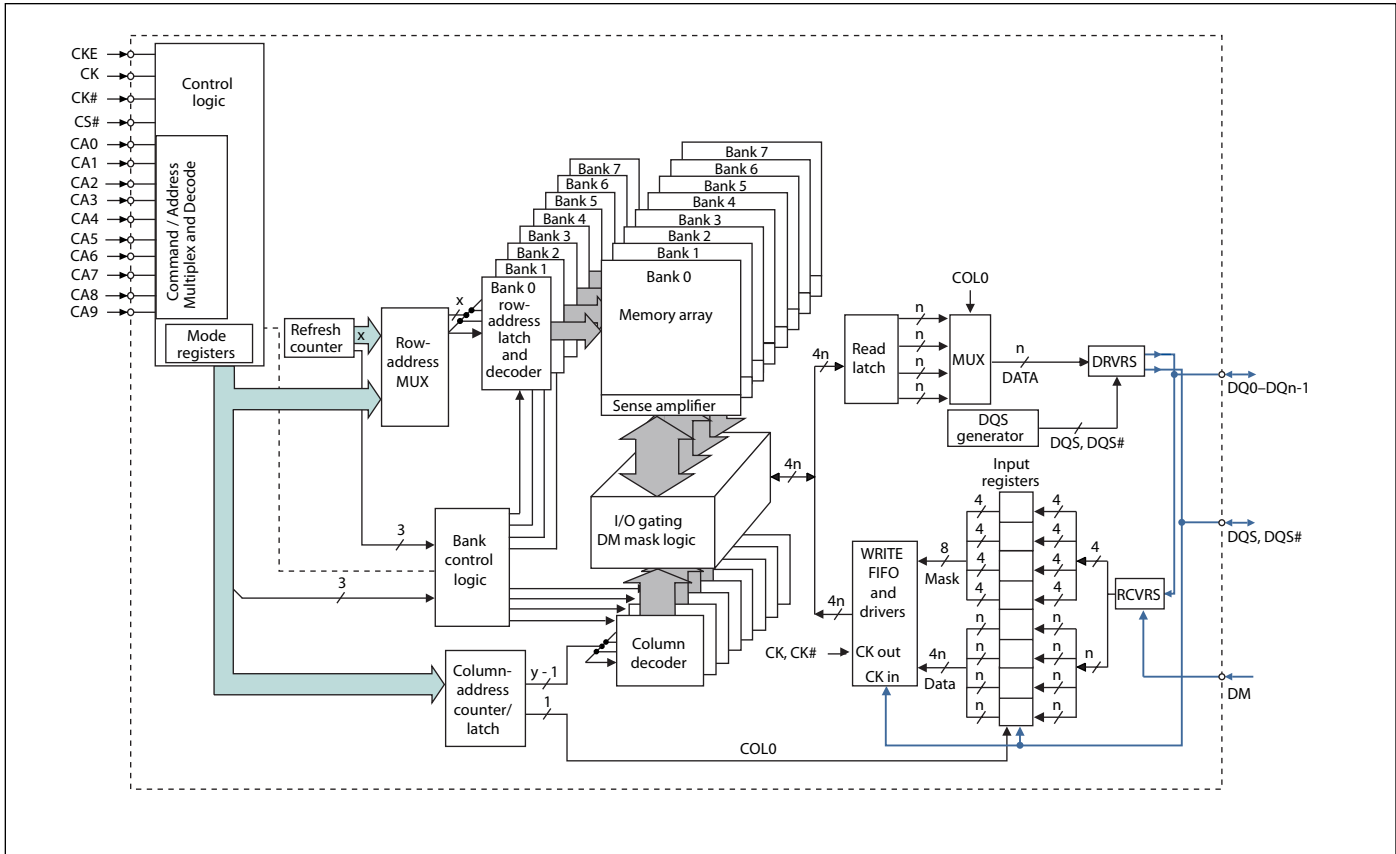 CKE
CK
CK#
CS#
CA0
CA1
CA2
CA3
CA4
CA5
CA6
CA7
CA8
CA9
Control
logic
Command / Address
Multiplex and Decode
Mode
registers
Refresh
counter
x
Row-
address
MUX
x
3
3
Bank
control
logic
Column-
address
counter/
latch
y - 1
1
COL0
Bank 7
Bank 6
Bank 5
Bank 4
Bank 3
Bank 2
Bank 1
Bank 0
row-
address
latch
and
decoder
Bank 7
Bank 6
Bank 5
Bank 4
Bank 3
Bank 2
Bank 1
Bank 0
Memory array
Sense amplifier
I/O gating
DM mask logic
Column
decoder
4n
4n
4n
Read
latch
n
n
n
n
COL0
MUX
n
DATA
DRVRS
DQS
generator
DQS, DQS#
Input
registers
WRITE
FIFO
and
drivers
CK out
CK in
CK, CK#
8
Mask
4n
Data
4
4
4
4
n
n
n
n
4
4
4
4
n
n
n
n
4
n
RCVRS
DQ0–DQn-1
DQS, DQS#
DM